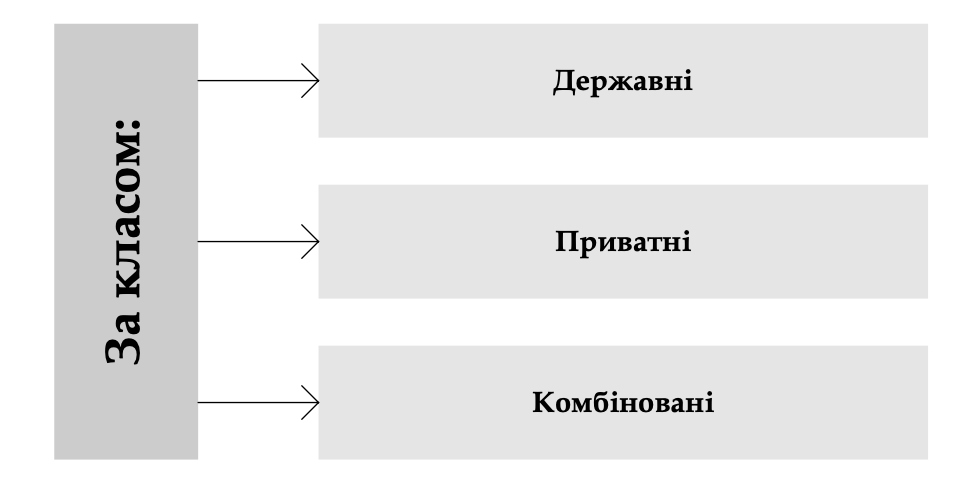 За класом:
Державні
Приватні
Комбіновані